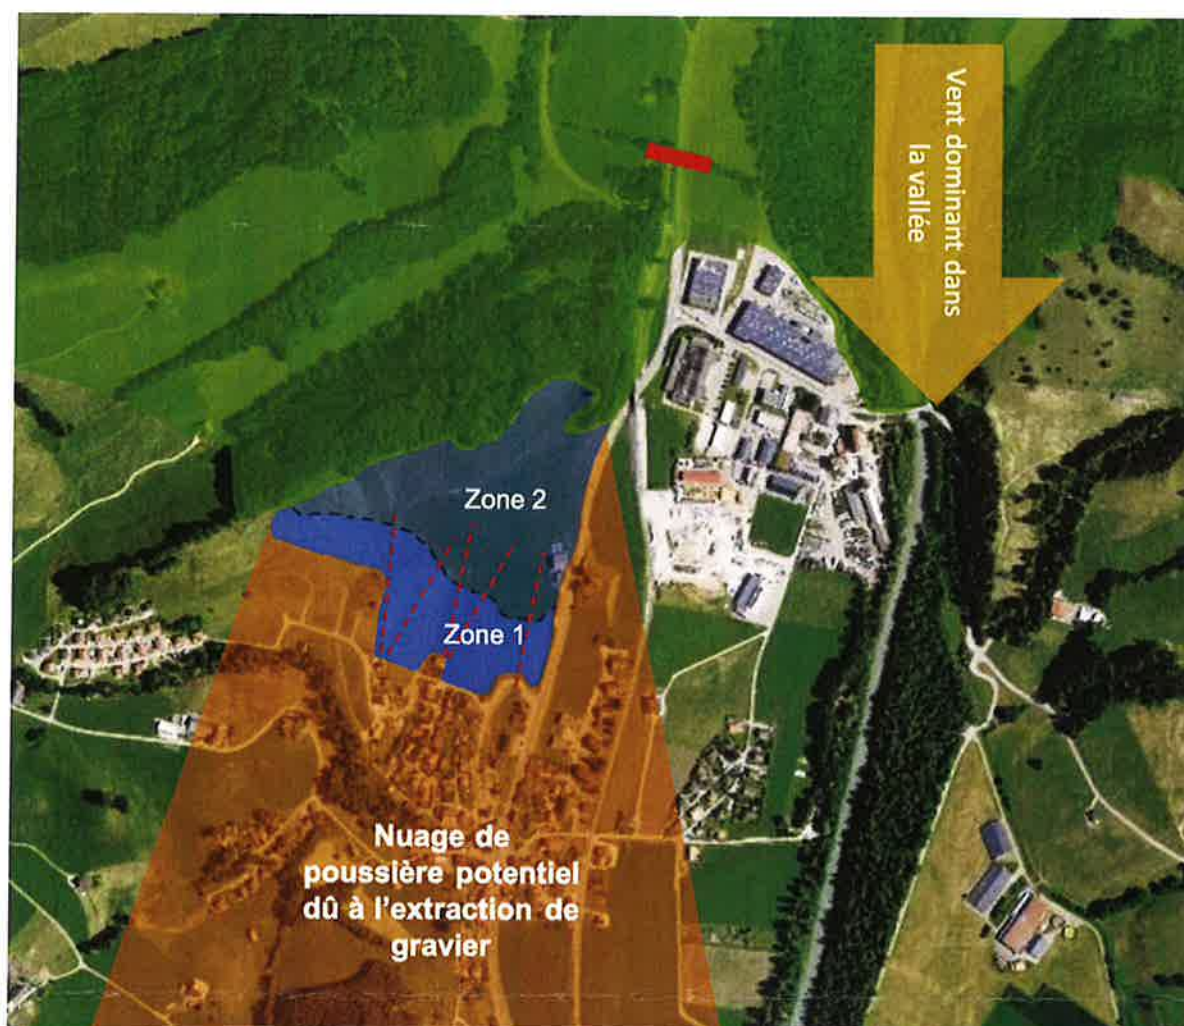 Vent dominant dans
la vallée
Zone 2
Zone 1
Nuage de
poussière potentiel
dû à l'extraction de
gravier